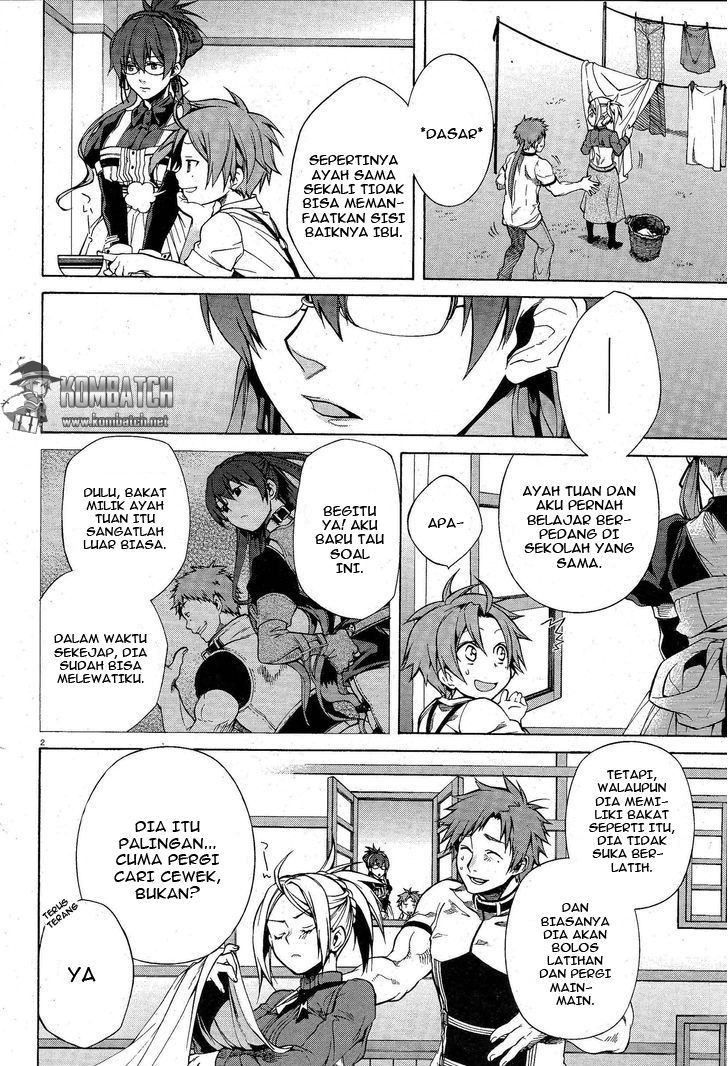 SEPERTINYA
AYAH SAMA
SEKALI TIDAK
BISA MEMAN-
FAATKAN SISI
BAIKNYA IBU.
*DASAR*
KOMBATCH
www.kombatch.net
AYAH TUAN DAN
AKU PERNAH
BELAJAR BER-
PEDANG DI
SEKOLAH YANG
SAMA.
APA-
BEGITU
YA! AKU
BARU TAU
SOAL
INI.
DULU, BAKAT
MILIK AYAH
TUAN ITU
SANGATLAH
LUAR BIASA.
DALAM WAKTU
SEKEJAP, DIA
SUDAH BISA
MELEWATIKU.
2
TETAPI,
WALAUPUN
DIA MEMI-
LIKI BAKAT
SEPERTI ITU,
DIA TIDAK
SUKA BER-
LATIH.
DAN
BIASANYA
DIA AKAN
BOLOS
LATIHAN
DAN PERGI
MAIN-
MAIN.
DIA ITU
PALINGAN...
CUMA PERGI
CARI CEWEK,
BUKAN?
TERUS
TERANG
YA